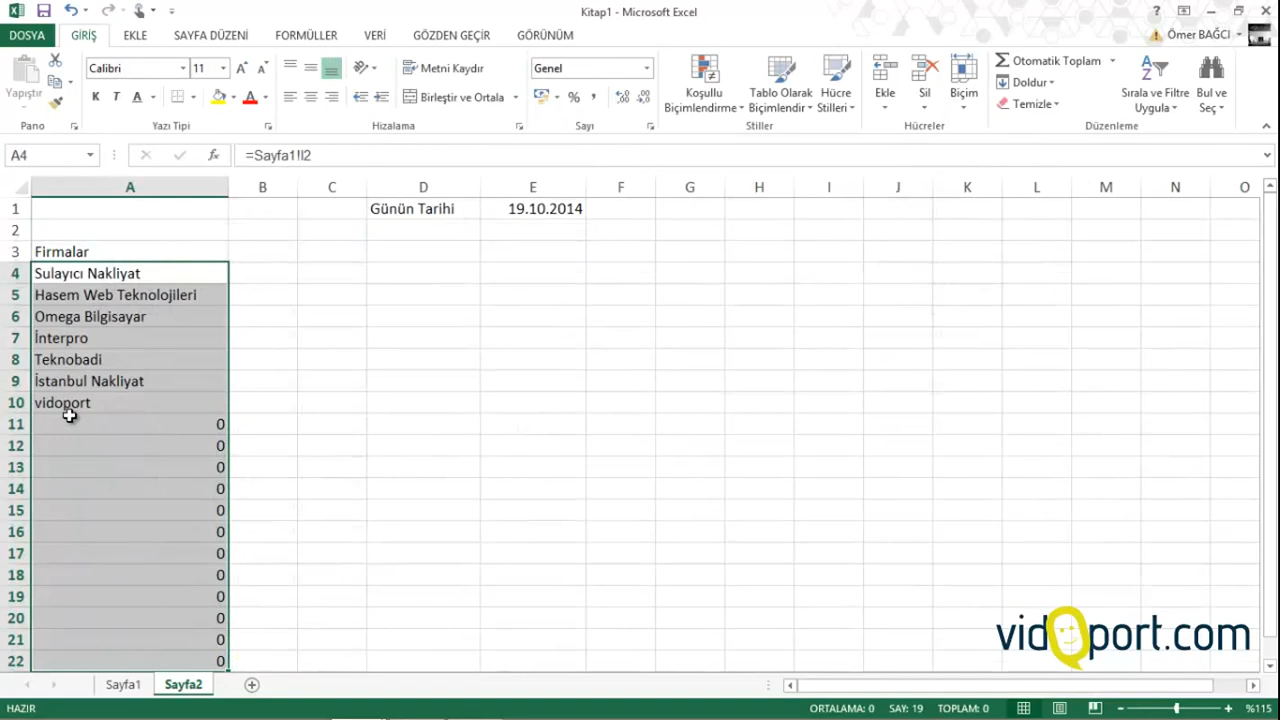 Kitap1 - Microsoft Excel
DOSYA GİRİŞ EKLE SAYFA DÜZENİ FORMÜLLER VERİ GÖZDEN GEÇİR GÖRÜNÜM Ömer BAĞCI
Yapıştır
Calibri 11
K T A
Metni Kaydır
Birleştir ve Ortala
Genel
% ,
Koşullu Biçimlendirme
Tablo Olarak Biçimlendir
Hücre Stilleri
Ekle
Sil
Biçim
Otomatik Toplam
Doldur
Temizle
Sırala ve Filtre Uygula
Bul ve Seç
Pano Yazı Tipi Hizalama Sayı Stiller Hücreler Düzenleme
A4 fx =Sayfa1!I2
A B C D E F G H I J K L M N O
1 Günün Tarihi 19.10.2014
2
3 Firmalar
4 Sulayıcı Nakliyat
5 Hasem Web Teknolojileri
6 Omega Bilgisayar
7 İnterpro
8 Teknobadi
9 İstanbul Nakliyat
10 vidoport
11 0
12 0
13 0
14 0
15 0
16 0
17 0
18 0
19 0
20 0
21 0
22 0
vidoport.com
Sayfa1 Sayfa2
HAZIR ORTALAMA: 0 SAY: 19 TOPLAM: 0 %115